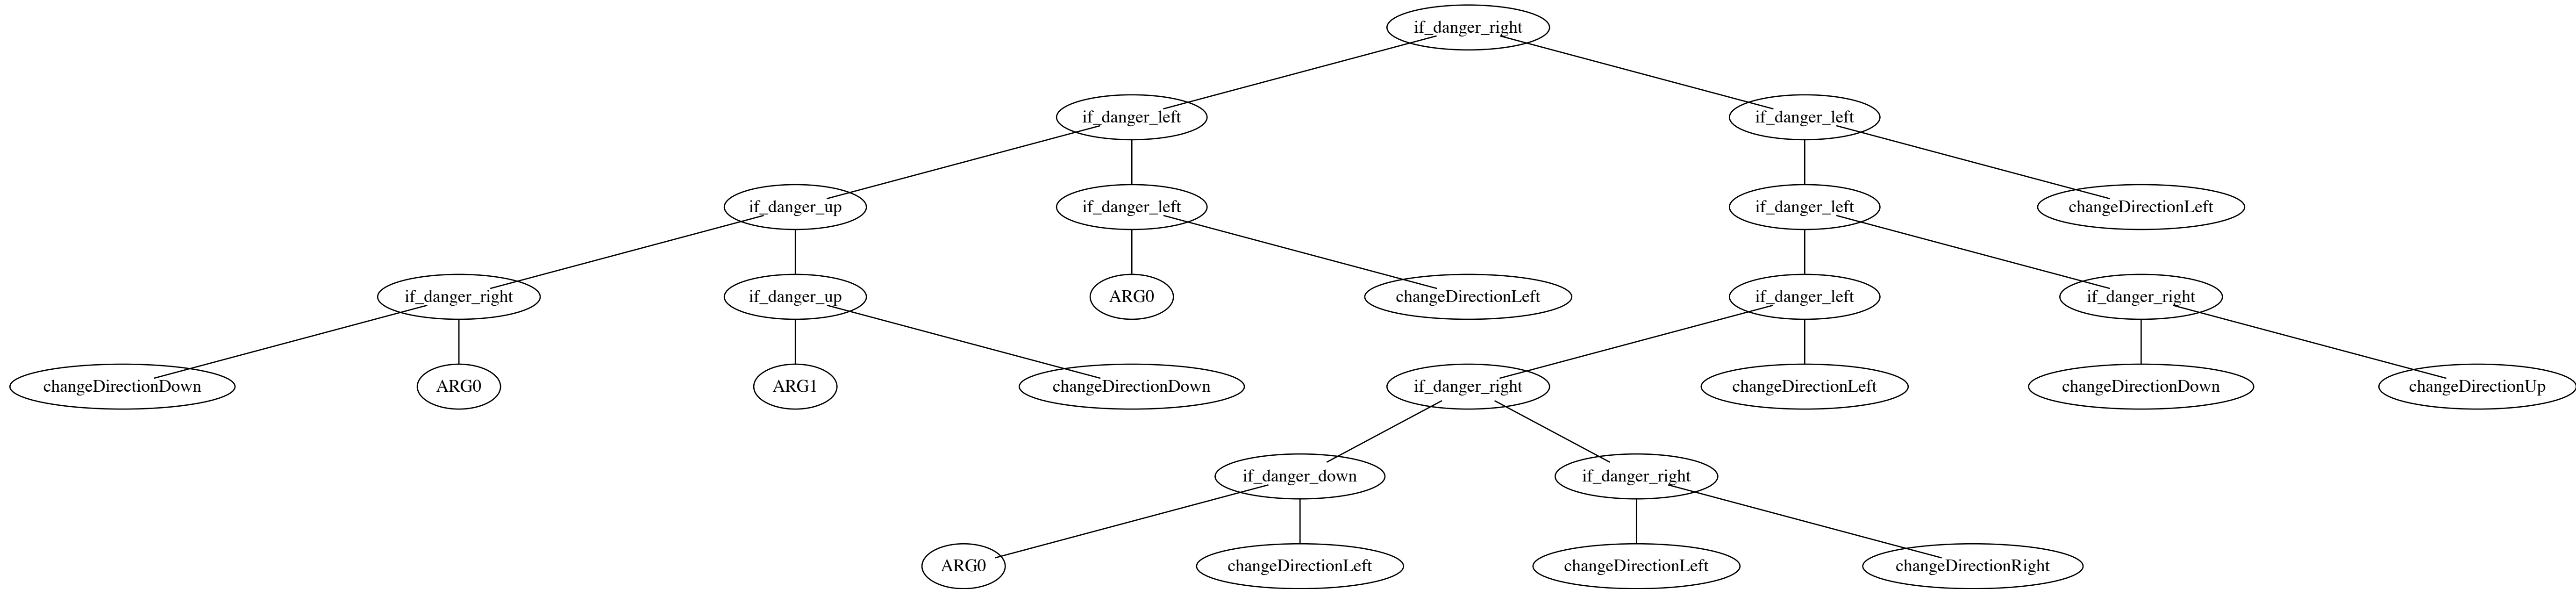 if_danger_right
if_danger_left
if_danger_left
if_danger_up
if_danger_left
if_danger_left
changeDirectionLeft
if_danger_right
if_danger_up
ARG0
changeDirectionLeft
if_danger_left
if_danger_right
changeDirectionDown
ARG0
ARG1
changeDirectionDown
if_danger_right
changeDirectionLeft
changeDirectionDown
changeDirectionUp
if_danger_down
if_danger_right
ARG0
changeDirectionLeft
changeDirectionLeft
changeDirectionRight